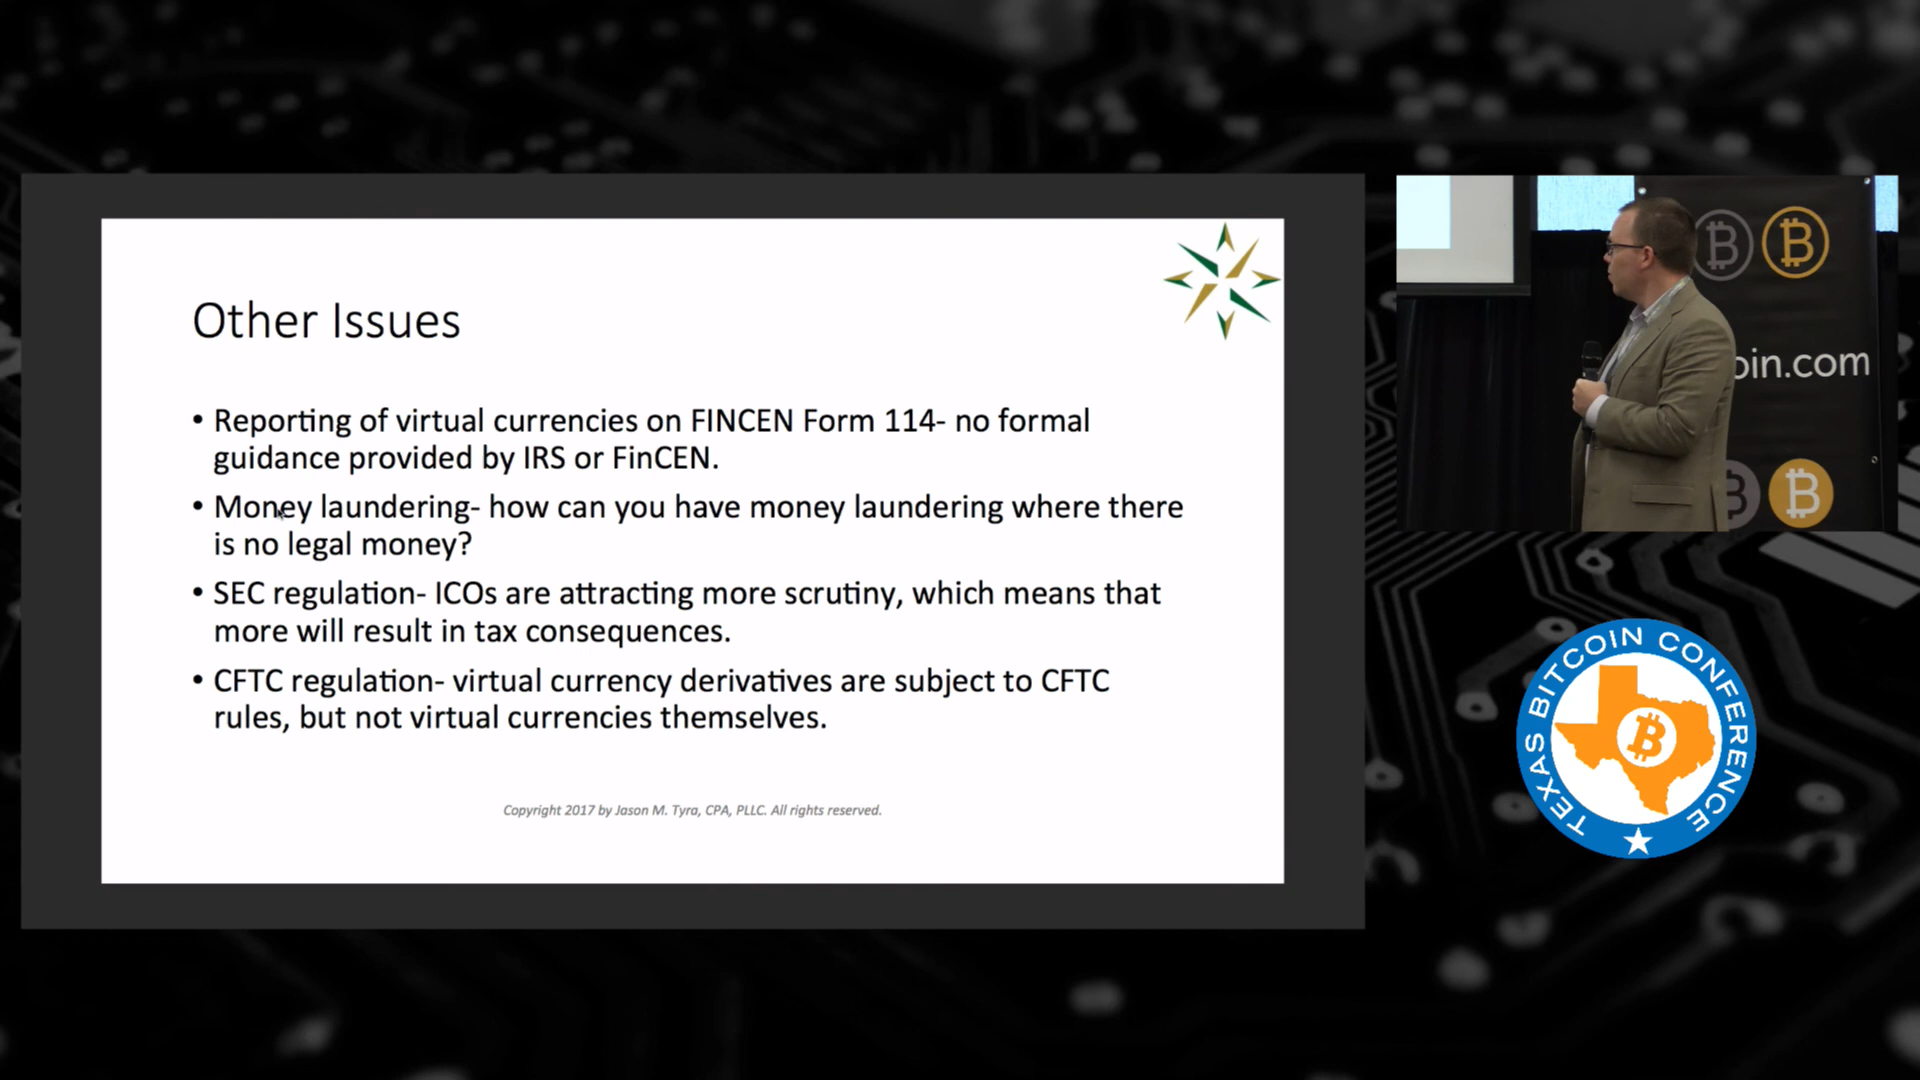 Other Issues
• Reporting of virtual currencies on FINCEN Form 114- no formal
guidance provided by IRS or FinCEN.
• Money laundering- how can you have money laundering where there
is no legal money?
• SEC regulation- ICOs are attracting more scrutiny, which means that
more will result in tax consequences.
• CFTC regulation- virtual currency derivatives are subject to CFTC
rules, but not virtual currencies themselves.
Copyright 2017 by Jason M. Tyra, CPA, PLLC. All rights reserved.
oin.com
TEXAS BITCOIN CONFERENCE